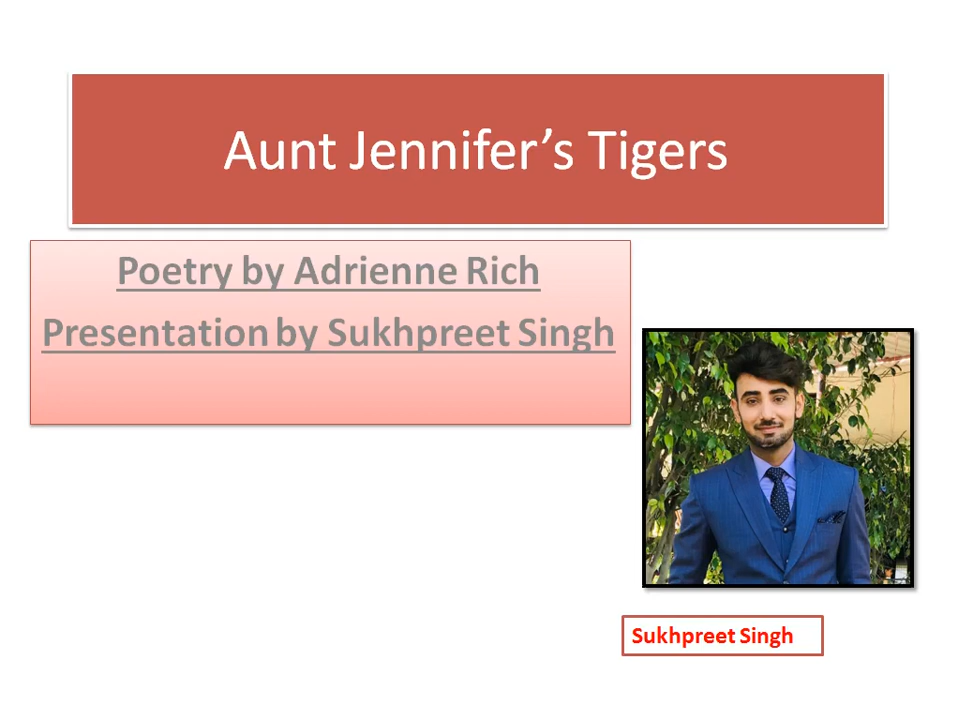 Aunt Jennifer’s Tigers
Poetry by Adrienne Rich
Presentation by Sukhpreet Singh
Sukhpreet Singh